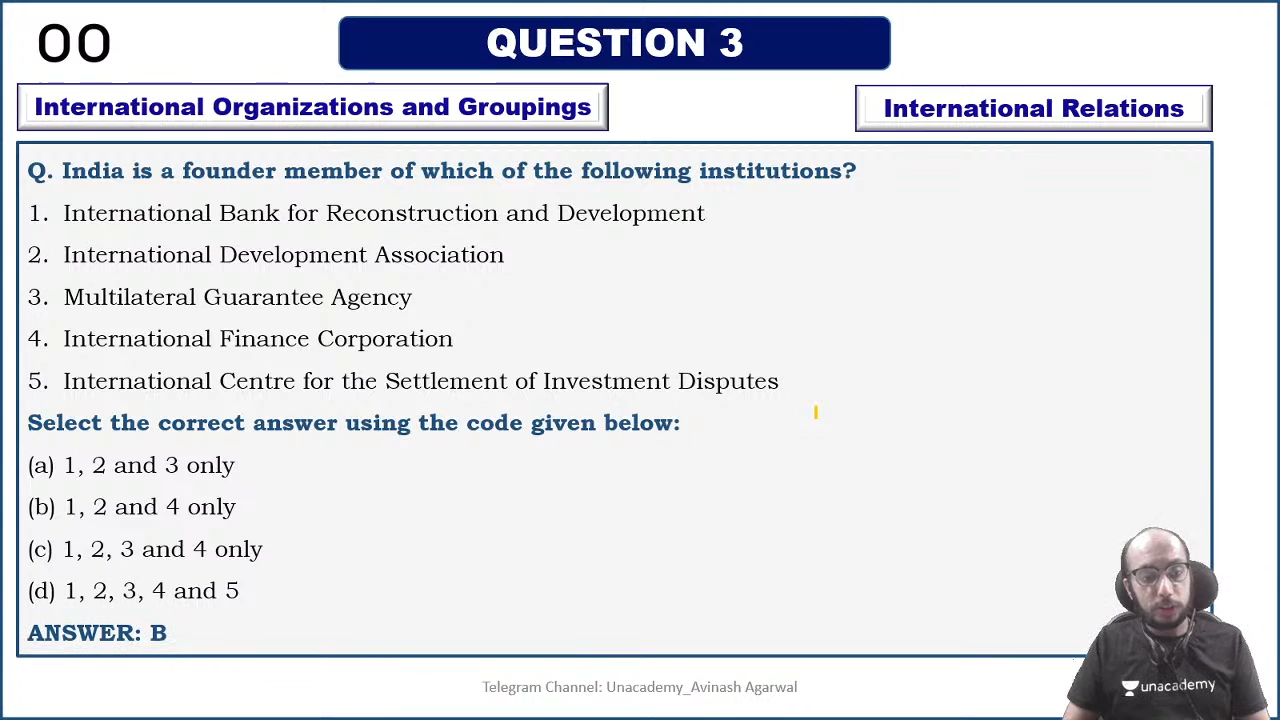 00
QUESTION 3
International Organizations and Groupings
International Relations
Q. India is a founder member of which of the following institutions?
1. International Bank for Reconstruction and Development
2. International Development Association
3. Multilateral Guarantee Agency
4. International Finance Corporation
5. International Centre for the Settlement of Investment Disputes
Select the correct answer using the code given below:
(a) 1, 2 and 3 only
(b) 1, 2 and 4 only
(c) 1, 2, 3 and 4 only
(d) 1, 2, 3, 4 and 5
ANSWER: B
Telegram Channel: Unacademy_Avinash Agarwal
unacademy